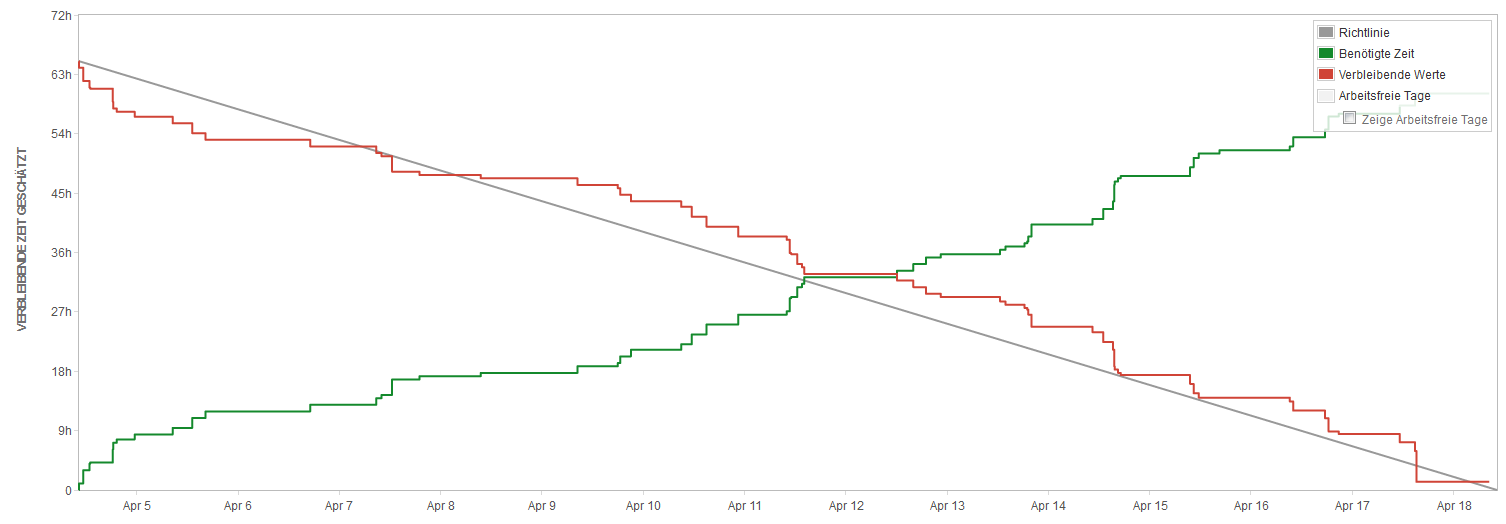 72h
63h
54h
45h
36h
27h
18h
9h
0
VERBLEIBENDE ZEIT GESCHÄTZT
Richtlinie
Benötigte Zeit
Verbleibende Werte
Arbeitsfreie Tage
Zeige Arbeitsfreie Tage
Apr 5 Apr 6 Apr 7 Apr 8 Apr 9 Apr 10 Apr 11 Apr 12 Apr 13 Apr 14 Apr 15 Apr 16 Apr 17 Apr 18